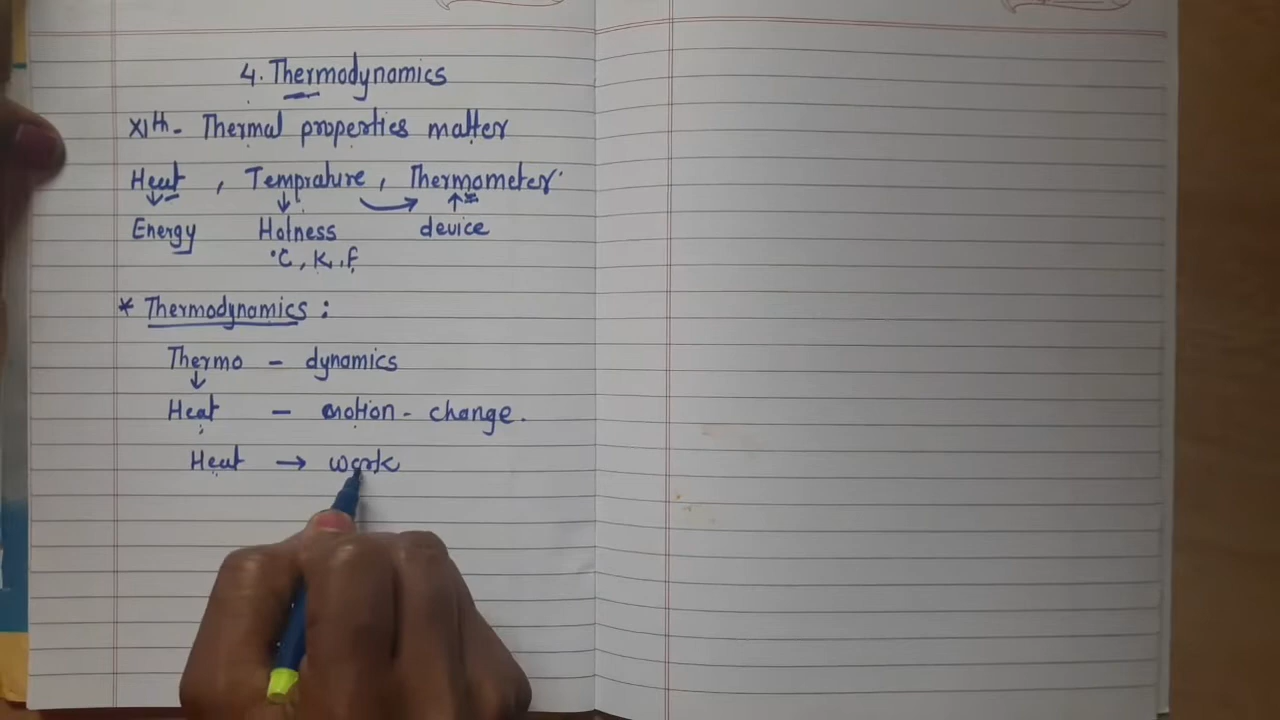 4. Thermodynamics
XIth - Thermal properties matter
Heat , Temprature , Thermometer
↓ ↓ → ↑
Energy Hotness device
°C, K, F
* Thermodynamics :
Thermo - dynamics
↓
Heat - motion - change.
Heat → work